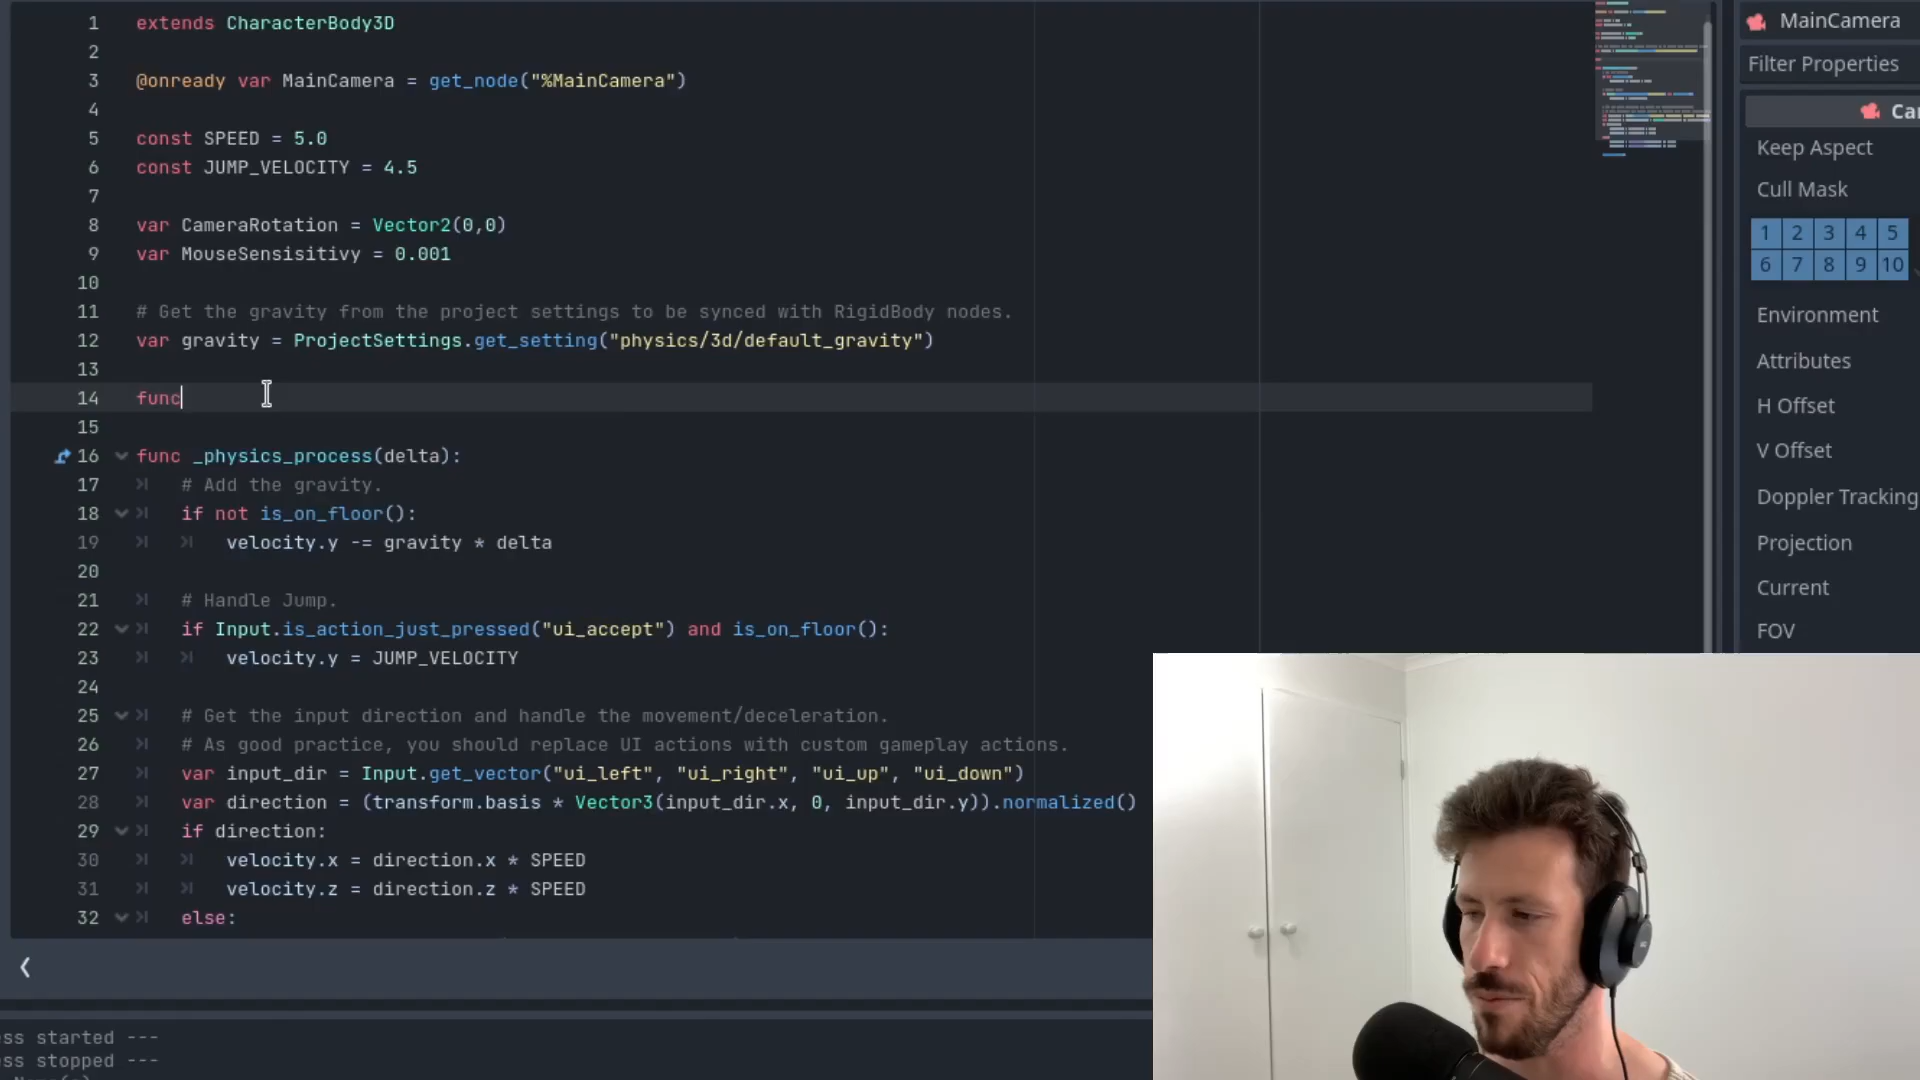 1 extends CharacterBody3D
2
3 @onready var MainCamera = get_node("%MainCamera")
4
5 const SPEED = 5.0
6 const JUMP_VELOCITY = 4.5
7
8 var CameraRotation = Vector2(0,0)
9 var MouseSensisitivy = 0.001
10
11 # Get the gravity from the project settings to be synced with RigidBody nodes.
12 var gravity = ProjectSettings.get_setting("physics/3d/default_gravity")
13
14 func
15
16 func _physics_process(delta):
17 # Add the gravity.
18 if not is_on_floor():
19 velocity.y -= gravity * delta
20
21 # Handle Jump.
22 if Input.is_action_just_pressed("ui_accept") and is_on_floor():
23 velocity.y = JUMP_VELOCITY
24
25 # Get the input direction and handle the movement/deceleration.
26 # As good practice, you should replace UI actions with custom gameplay actions.
27 var input_dir = Input.get_vector("ui_left", "ui_right", "ui_up", "ui_down")
28 var direction = (transform.basis * Vector3(input_dir.x, 0, input_dir.y)).normalized()
29 if direction:
30 velocity.x = direction.x * SPEED
31 velocity.z = direction.z * SPEED
32 else:
ss started ---
ss stopped ---
MainCamera
Filter Properties
Keep Aspect
Cull Mask
1 2 3 4 5
6 7 8 9 10
Environment
Attributes
H Offset
V Offset
Doppler Tracking
Projection
Current
FOV